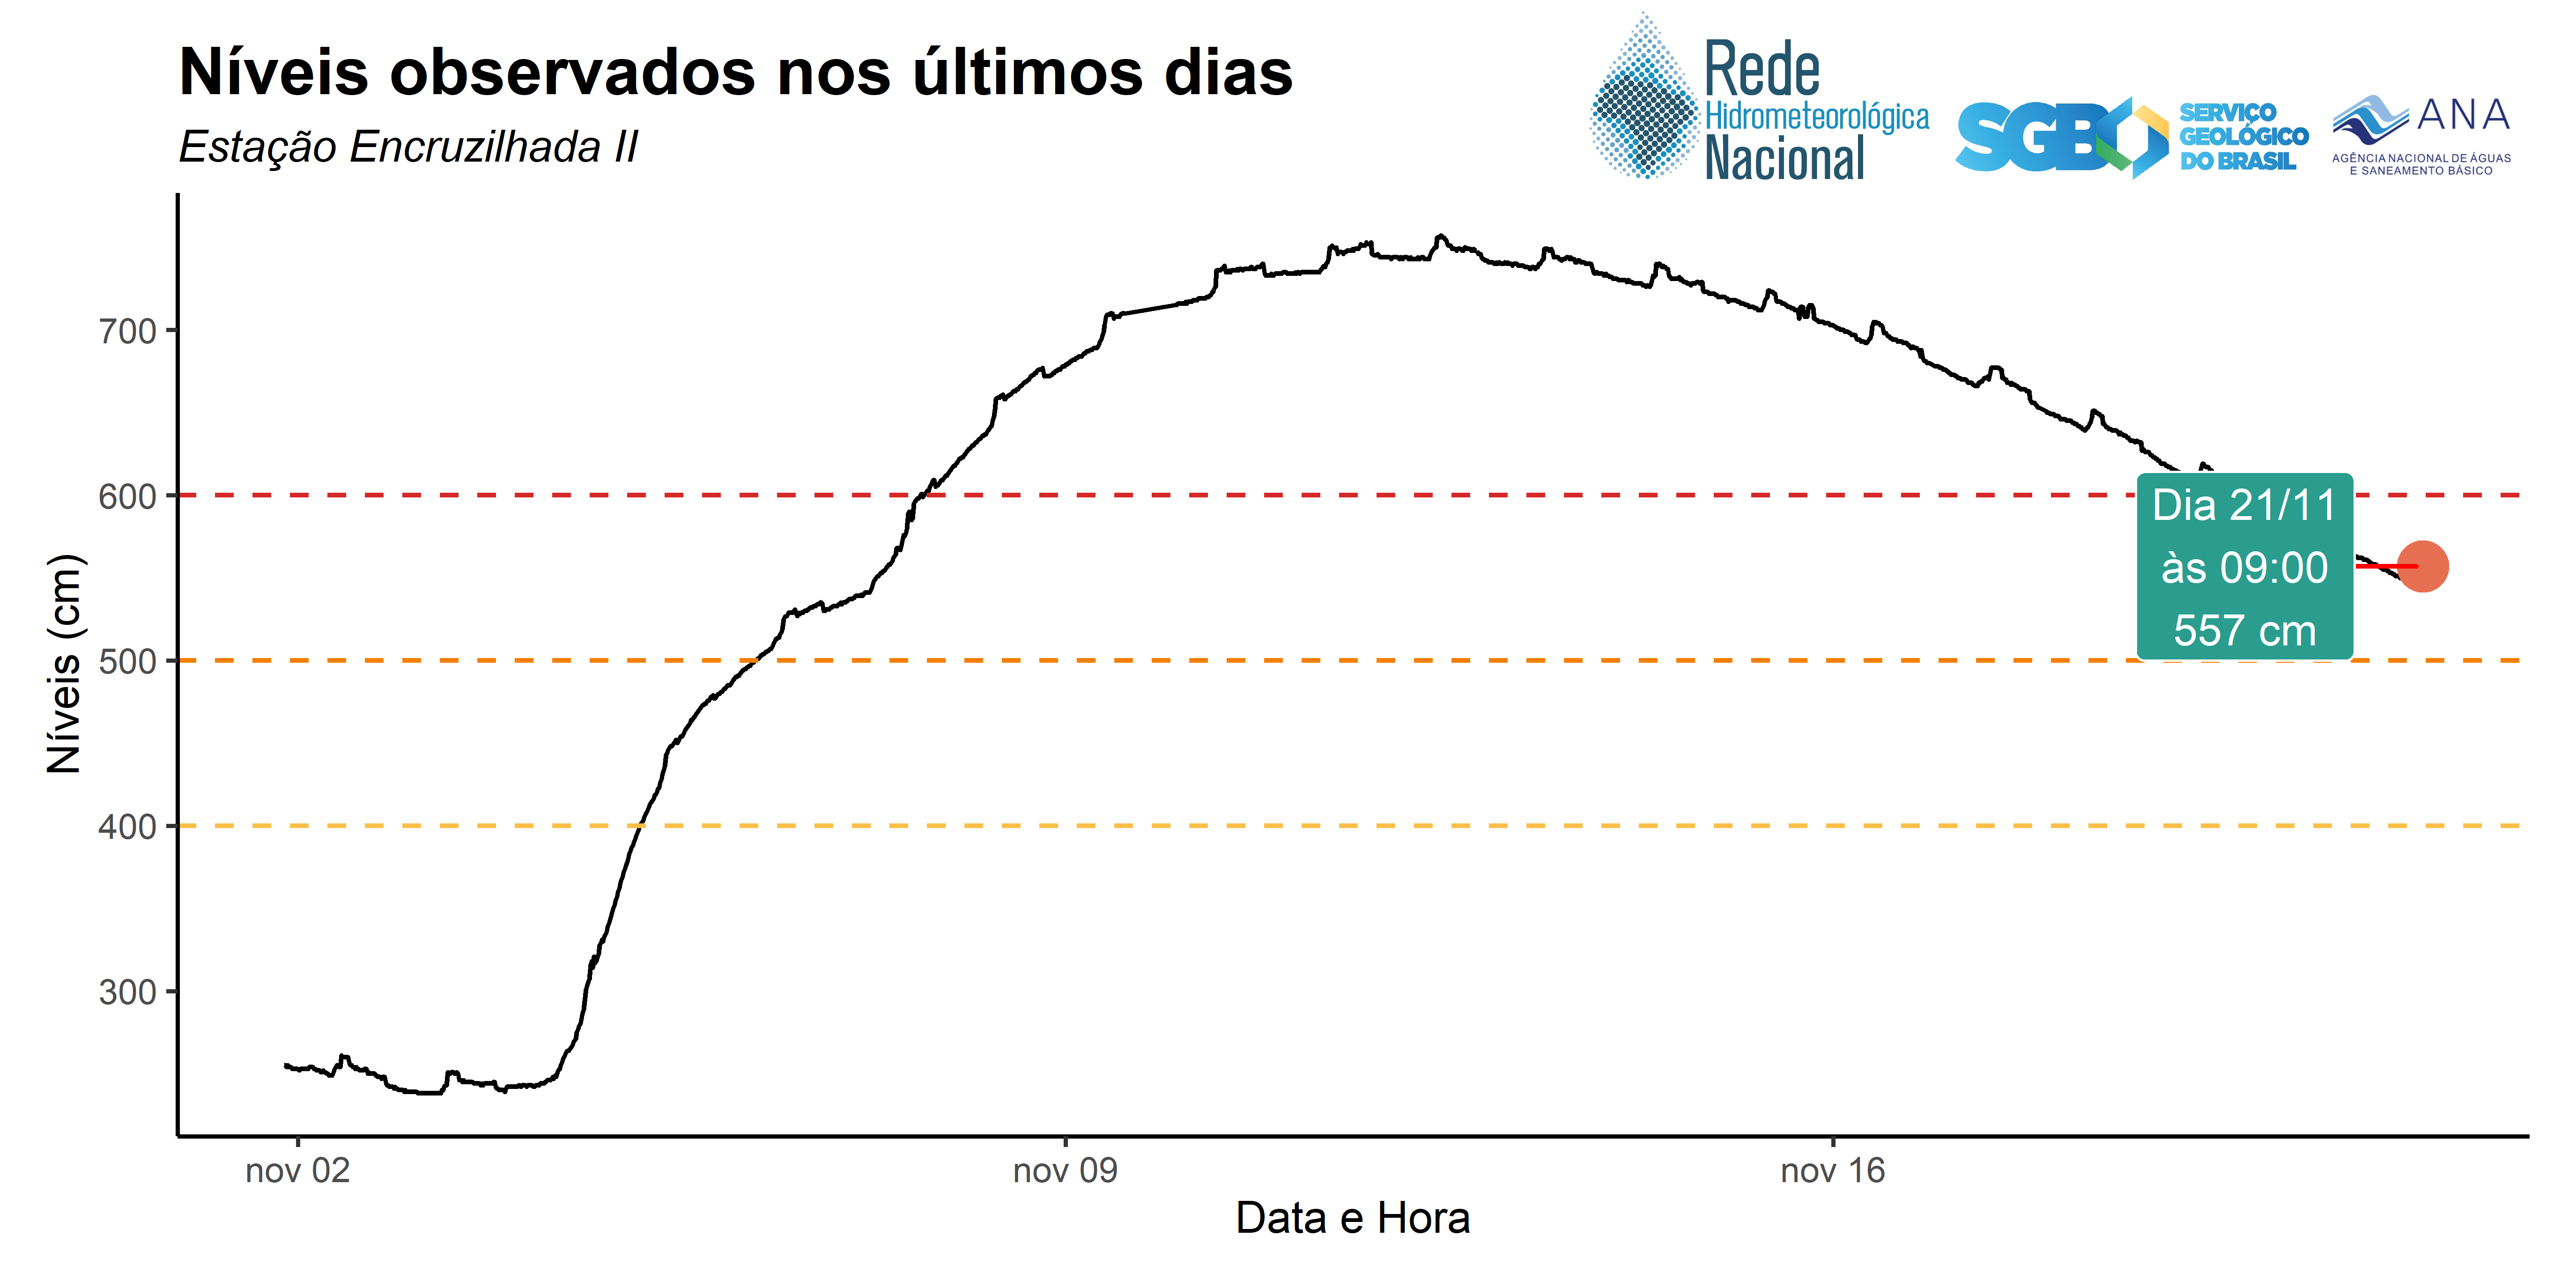 Níveis observados nos últimos dias
Estação Encruzilhada II
Rede
Hidrometeorológica
Nacional
SGB
SERVIÇO
GEOLÓGICO
DO BRASIL
ANA
AGÊNCIA NACIONAL DE ÁGUAS
E SANEAMENTO BÁSICO
Níveis (cm)
700
600
500
400
300
Dia 21/11
às 09:00
557 cm
nov 02
nov 09
nov 16
Data e Hora